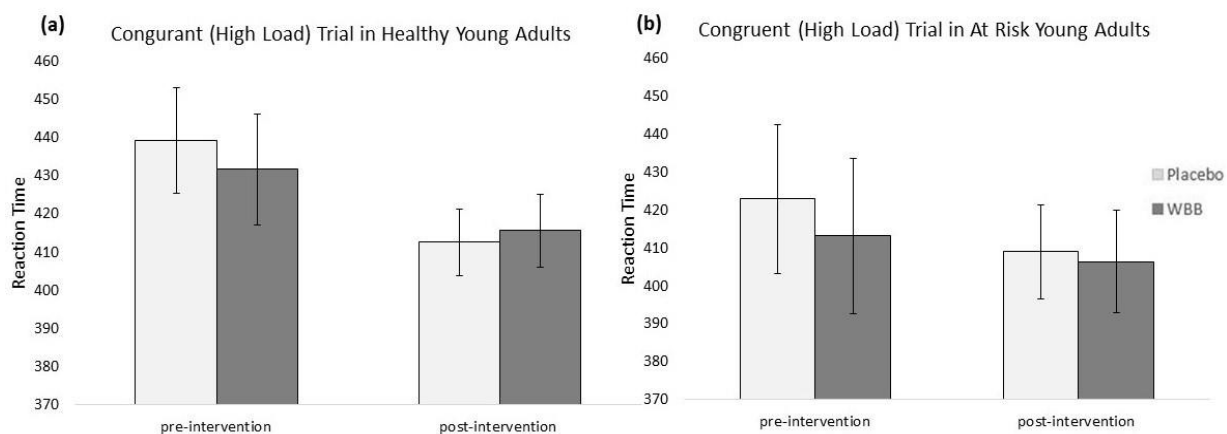 (a)
Congurant (High Load) Trial in Healthy Young Adults
460
450
440
430
420
410
400
390
380
370
Reaction Time
pre-intervention
post-intervention
(b)
Congruent (High Load) Trial in At Risk Young Adults
460
450
440
430
420
410
400
390
380
370
Reaction Time
pre-intervention
post-intervention
Placebo
WBB